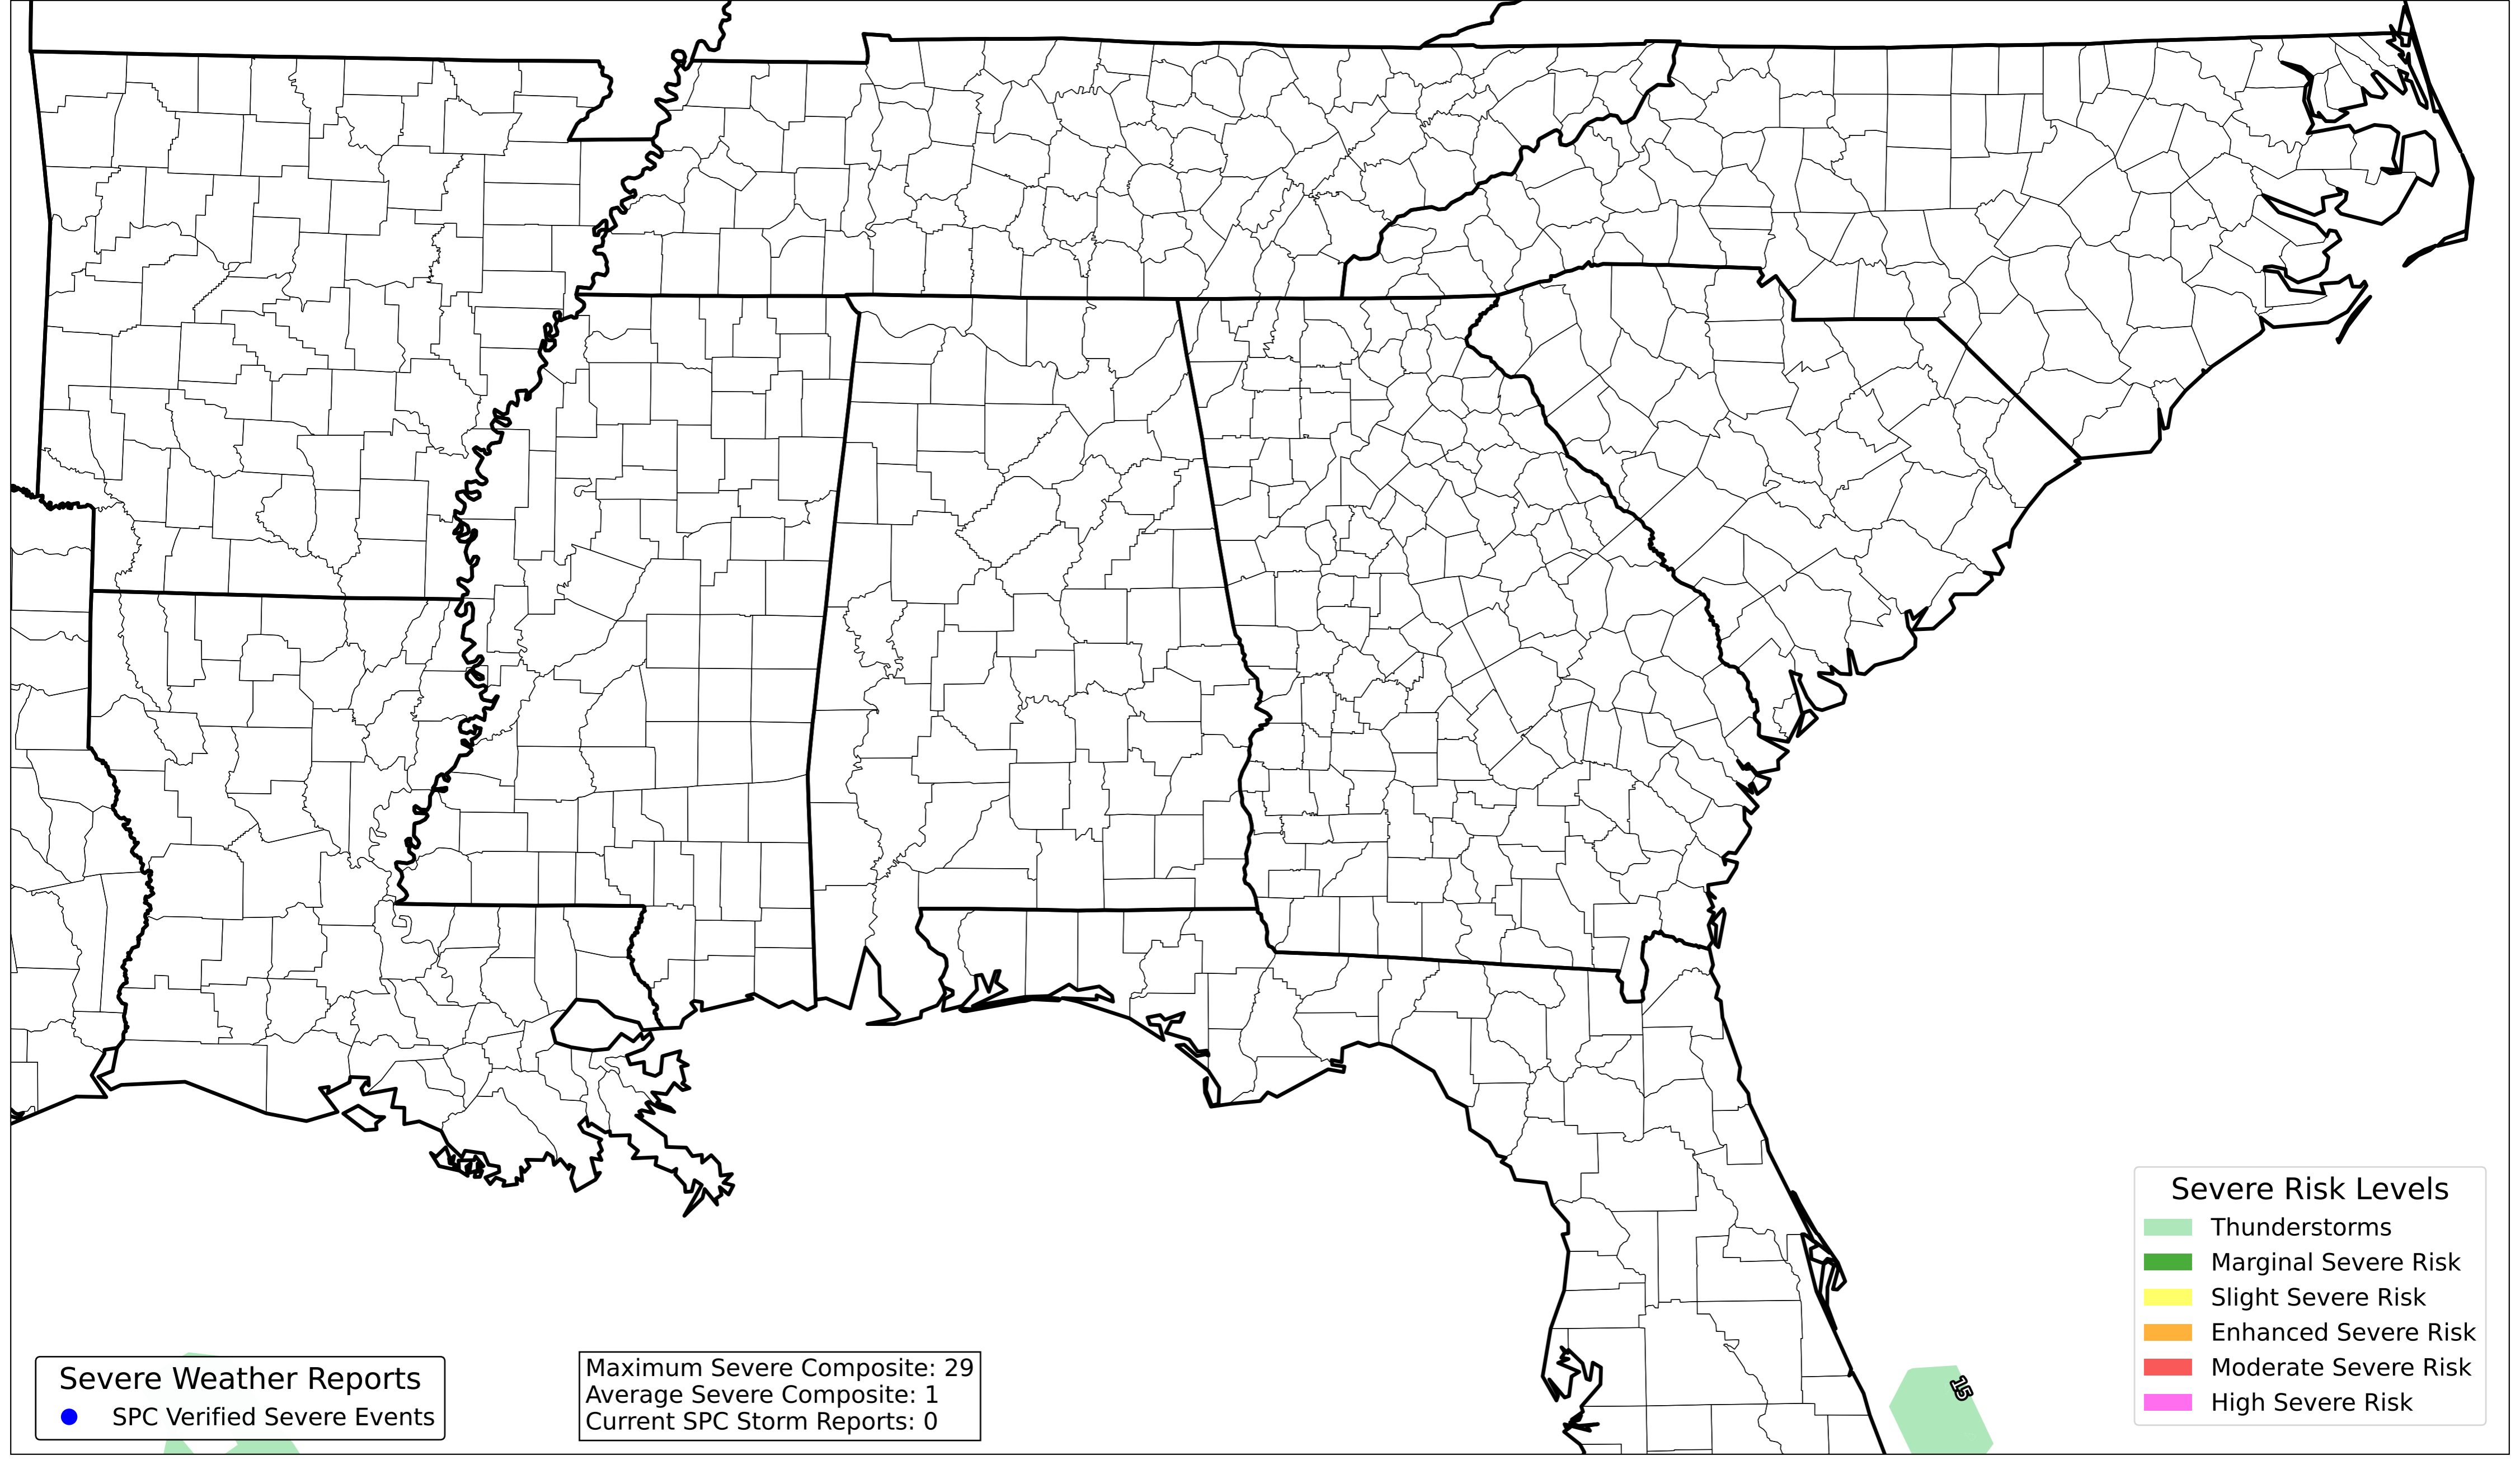 Severe Weather Reports
SPC Verified Severe Events
Maximum Severe Composite: 29
Average Severe Composite: 1
Current SPC Storm Reports: 0
15
Severe Risk Levels
Thunderstorms
Marginal Severe Risk
Slight Severe Risk
Enhanced Severe Risk
Moderate Severe Risk
High Severe Risk